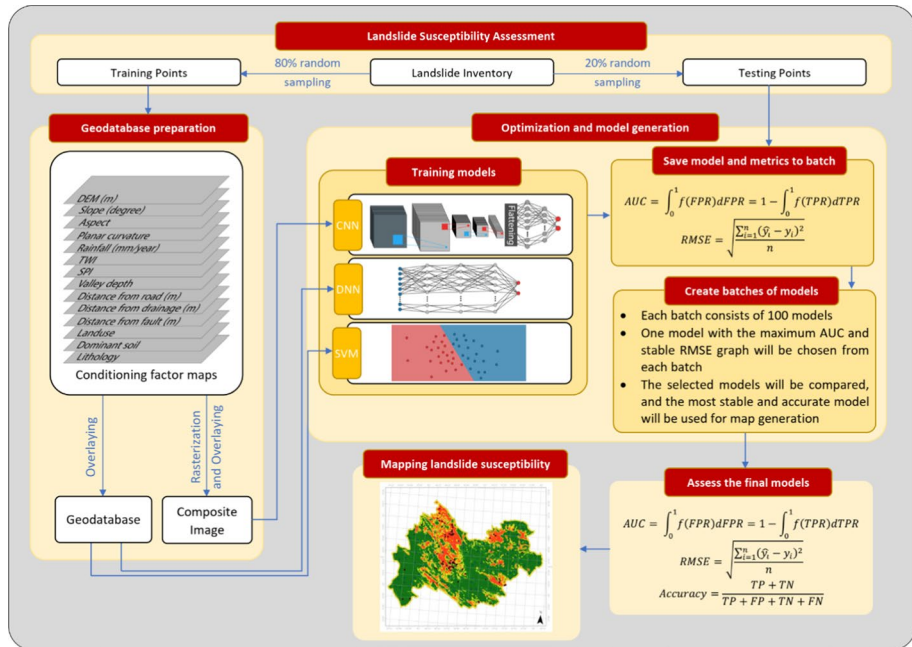 Landslide Susceptibility Assessment
Training Points
80% random
sampling
Landslide Inventory
20% random
sampling
Testing Points
Geodatabase preparation
DEM (m)
Slope (degree)
Aspect
Planar curvature
Rainfall (mm/year)
TWI
SPI
Valley depth
Distance from road (m)
Distance from drainage (m)
Distance from fault (m)
Landuse
Dominant soil
Lithology
Conditioning factor maps
Overlaying
Rasterization
and Overlaying
Geodatabase
Composite
Image
Optimization and model generation
Training models
CNN
Flattening
DNN
SVM
Save model and metrics to batch
AUC = ∫₀¹ f(FPR)dFPR = 1 − ∫₀¹ f(TPR)dTPR
RMSE = √(∑ᵢ₌₁ⁿ(ŷᵢ − yᵢ)²/n)
Create batches of models
• Each batch consists of 100 models
• One model with the maximum AUC and
stable RMSE graph will be chosen from
each batch
• The selected models will be compared,
and the most stable and accurate model
will be used for map generation
Assess the final models
AUC = ∫₀¹ f(FPR)dFPR = 1 − ∫₀¹ f(TPR)dTPR
RMSE = √(∑ᵢ₌₁ⁿ(ŷᵢ − yᵢ)²/n)
Accuracy = (TP + TN)/(TP + FP + TN + FN)
Mapping landslide susceptibility